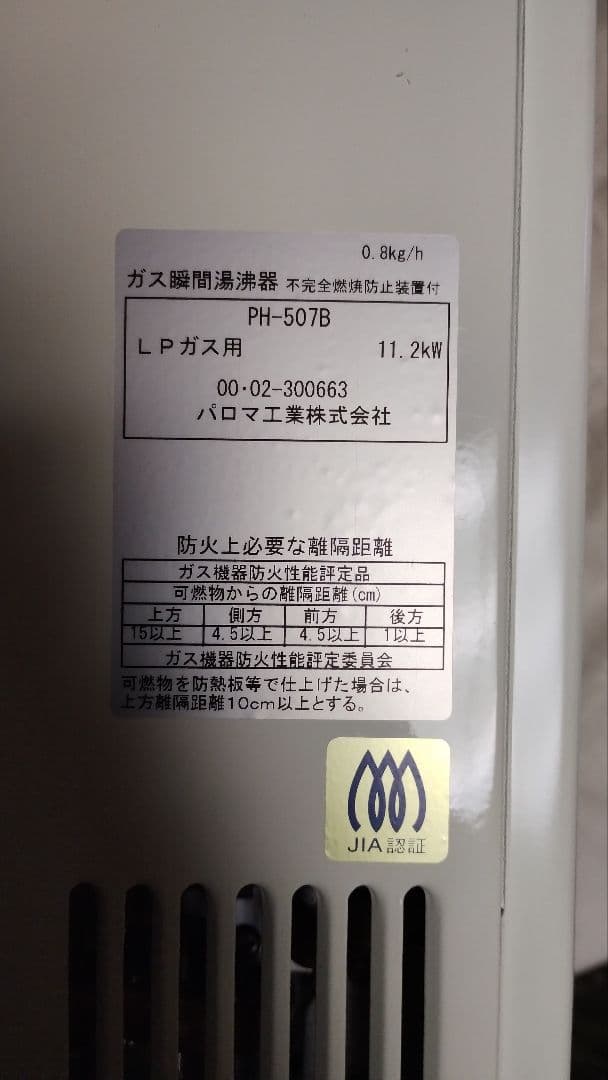 0.8kg/h
ガス瞬間湯沸器 不完全燃焼防止装置付
PH-507B
LPガス用 11.2kW
00・02-300663
パロマ工業株式会社
防火上必要な離隔距離
ガス機器防火性能評定品
可燃物からの離隔距離(cm)
上方 側方 前方 後方
15以上 4.5以上 4.5以上 1以上
ガス機器防火性能評定委員会
可燃物を防熱板等で仕上げた場合は、
上方離隔距離10cm以上とする。
JIA認証